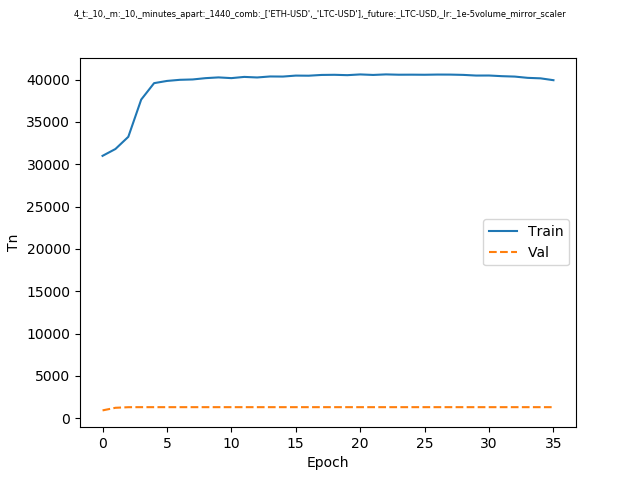 4_t:_10,_m:_10,_minutes_apart:_1440_comb:_['ETH-USD',_'LTC-USD'],_future:_LTC-USD,_lr:_1e-5volume_mirror_scaler
40000
35000
30000
25000
20000
15000
10000
5000
0
Tn
Train
Val
0 5 10 15 20 25 30 35
Epoch